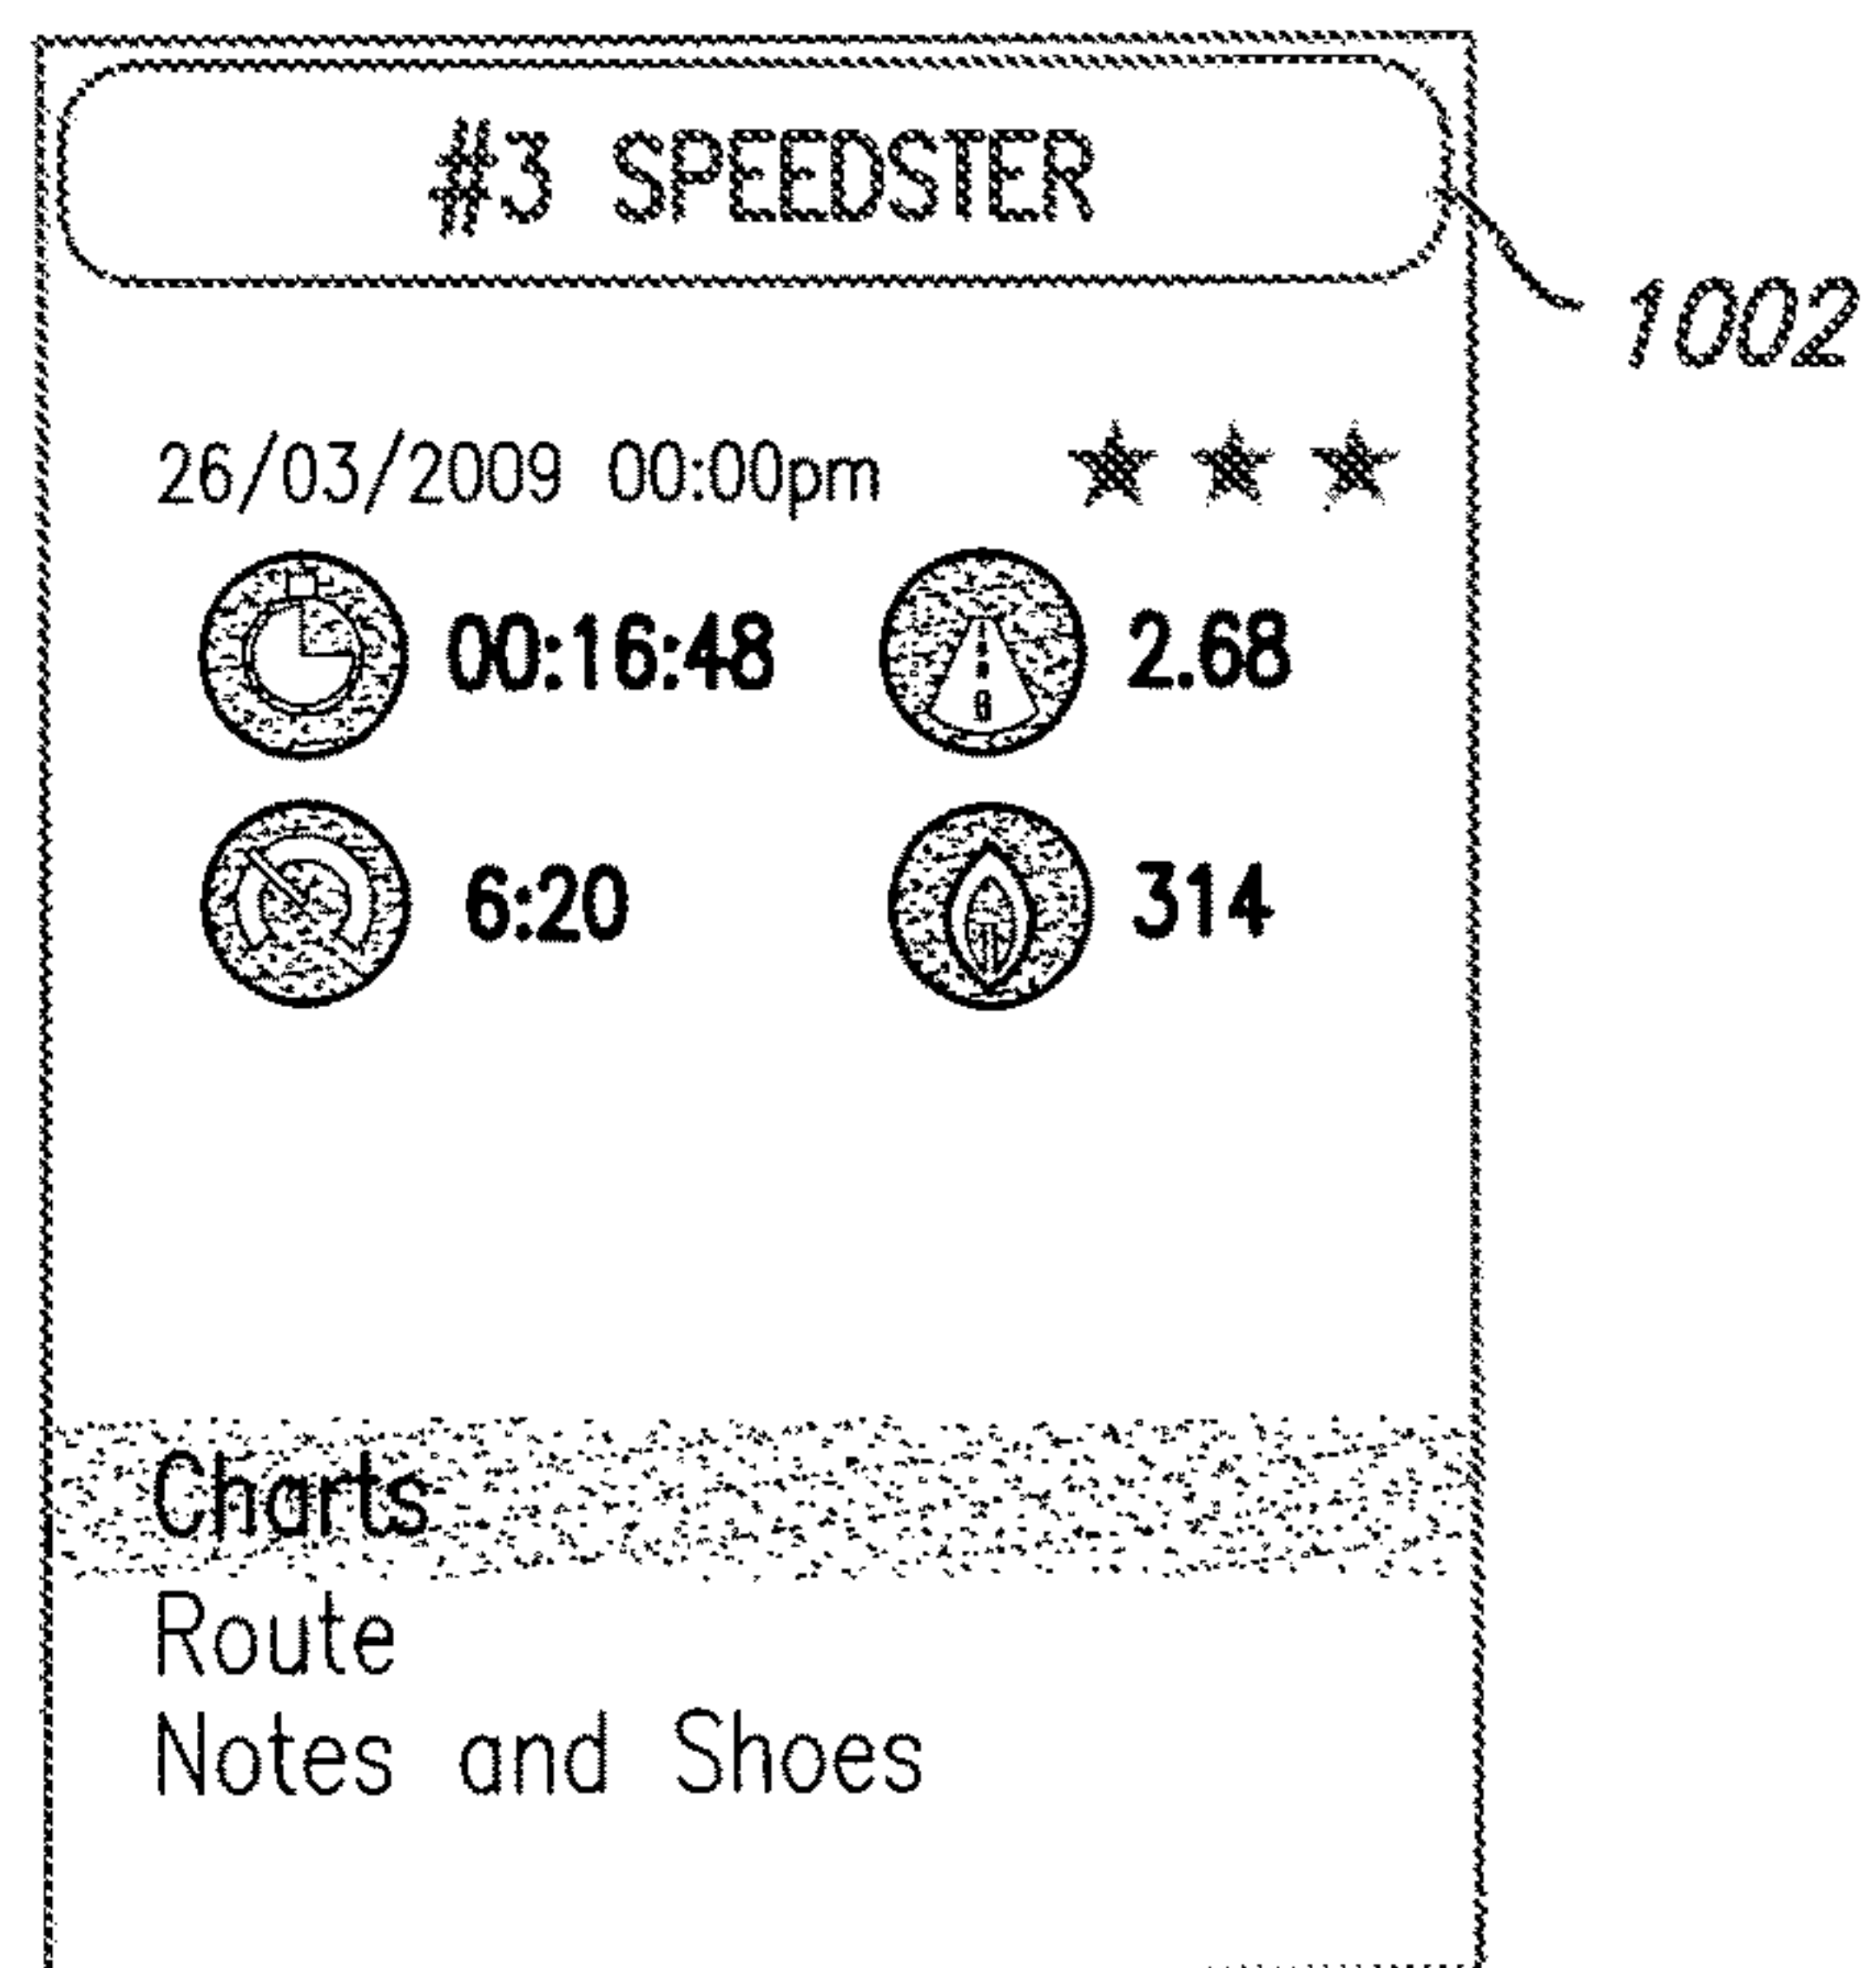 #3 SPEEDSTER
1002
26/03/2009 00:00pm
00:16:48 2.68
6:20 314
Charts
Route
Notes and Shoes